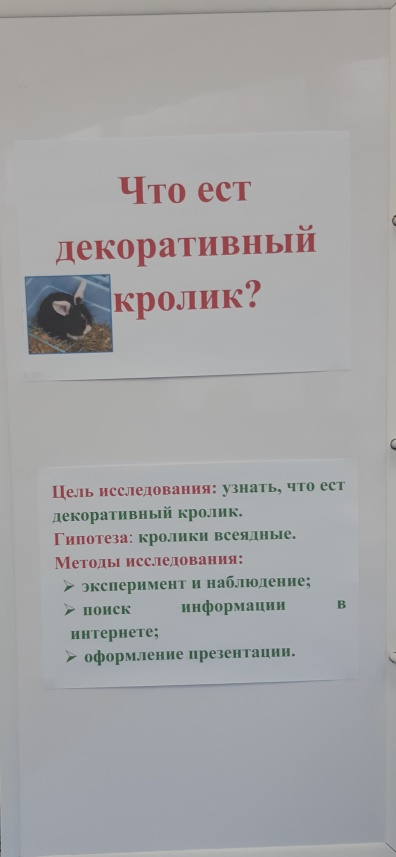 Что ест
декоративный
кролик?
Цель исследования: узнать, что ест
декоративный кролик.
Гипотеза: кролики всеядные.
Методы исследования:
➢ эксперимент и наблюдение;
➢ поиск информации в
интернете;
➢ оформление презентации.